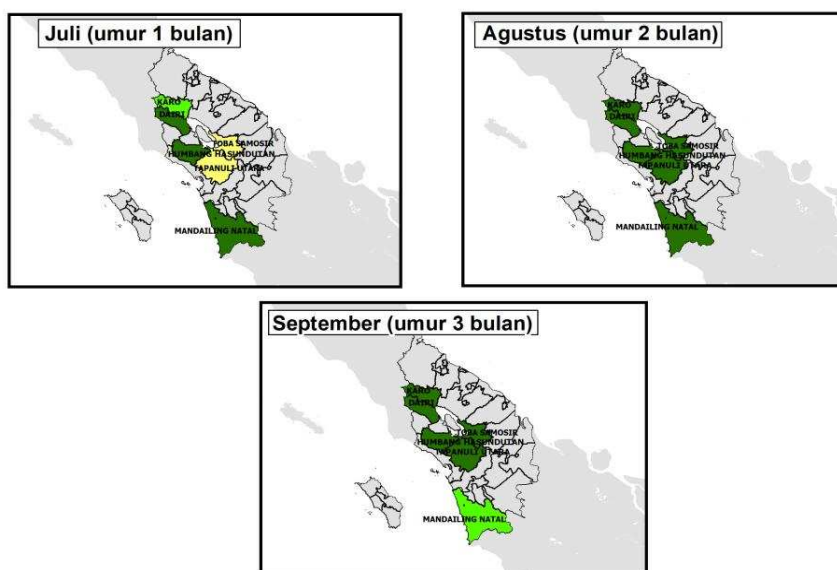 Juli (umur 1 bulan)
KARO
DAIRI
TOBA SAMOSIR
HUMBANG HASUNDUTAN
TAPANULI UTARA
MANDAILING NATAL
Agustus (umur 2 bulan)
KARO
DAIRI
TOBA SAMOSIR
HUMBANG HASUNDUTAN
TAPANULI UTARA
MANDAILING NATAL
September (umur 3 bulan)
KARO
DAIRI
TOBA SAMOSIR
HUMBANG HASUNDUTAN
TAPANULI UTARA
MANDAILING NATAL